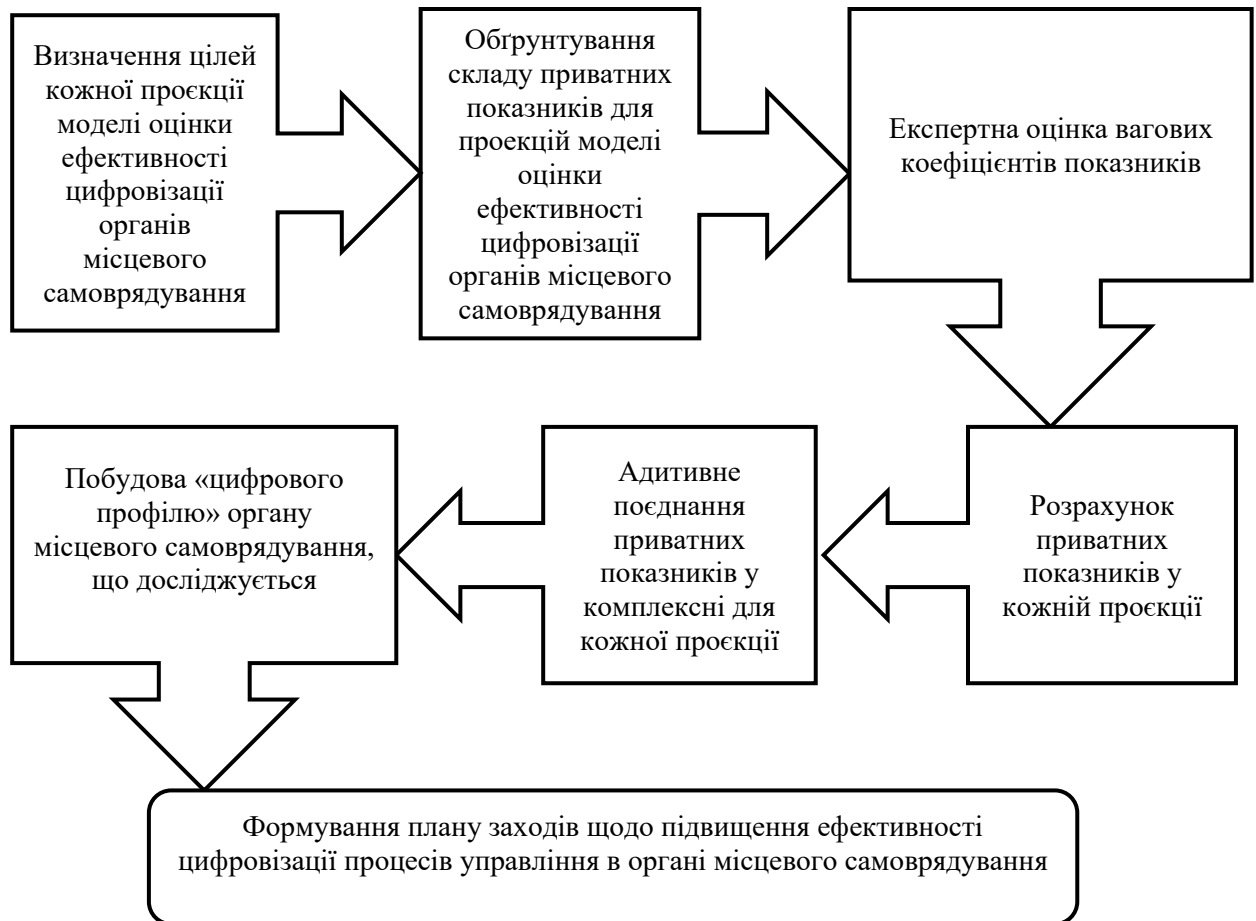 Визначення цілей
кожної проєкції
моделі оцінки
ефективності
цифровізації
органів
місцевого
самоврядування
Обґрунтування
складу приватних
показників для
проекцій моделі
оцінки
ефективності
цифровізації
органів місцевого
самоврядування
Експертна оцінка вагових
коефіцієнтів показників
Розрахунок
приватних
показників у
кожній проєкції
Адитивне
поєднання
приватних
показників у
комплексні для
кожної проєкції
Побудова «цифрового
профілю» органу
місцевого самоврядування,
що досліджується
Формування плану заходів щодо підвищення ефективності
цифровізації процесів управління в органі місцевого самоврядування